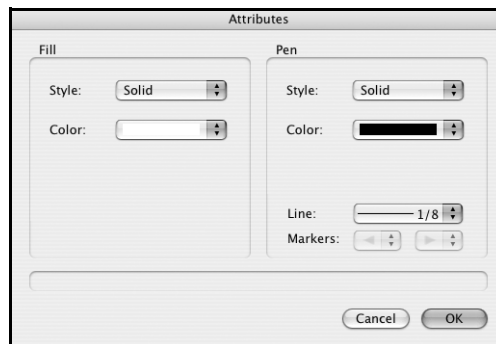 Attributes
Fill
Style: Solid
Color:
Pen
Style: Solid
Color:
Line: 1/8
Markers:
Cancel OK